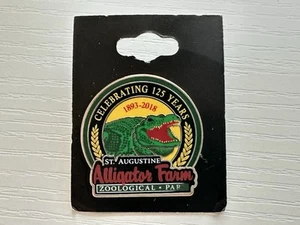 CELEBRATING 125 YEARS
1893-2018
ST. AUGUSTINE
Alligator Farm
ZOOLOGICAL • PAR